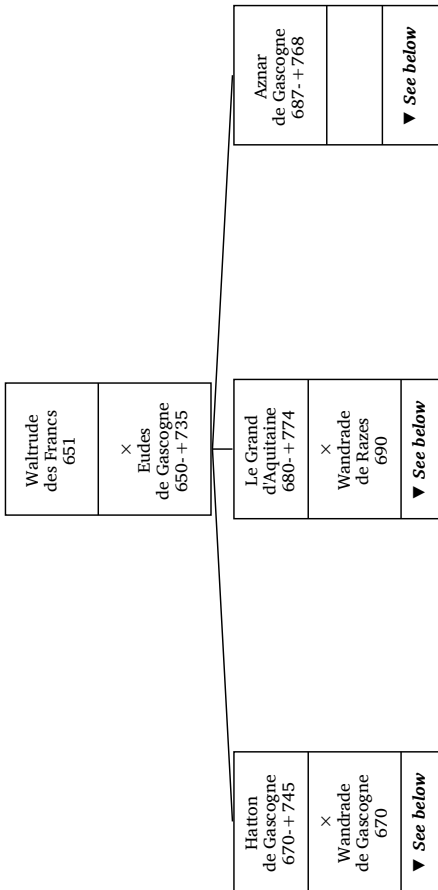 Waltrude
des Francs
651
×
Eudes
de Gascogne
650-+735
Hatton
de Gascogne
670-+745
×
Wandrade
de Gascogne
670
▼ See below
Le Grand
d'Aquitaine
680-+774
×
Wandrade
de Razes
690
▼ See below
Aznar
de Gascogne
687-+768
▼ See below